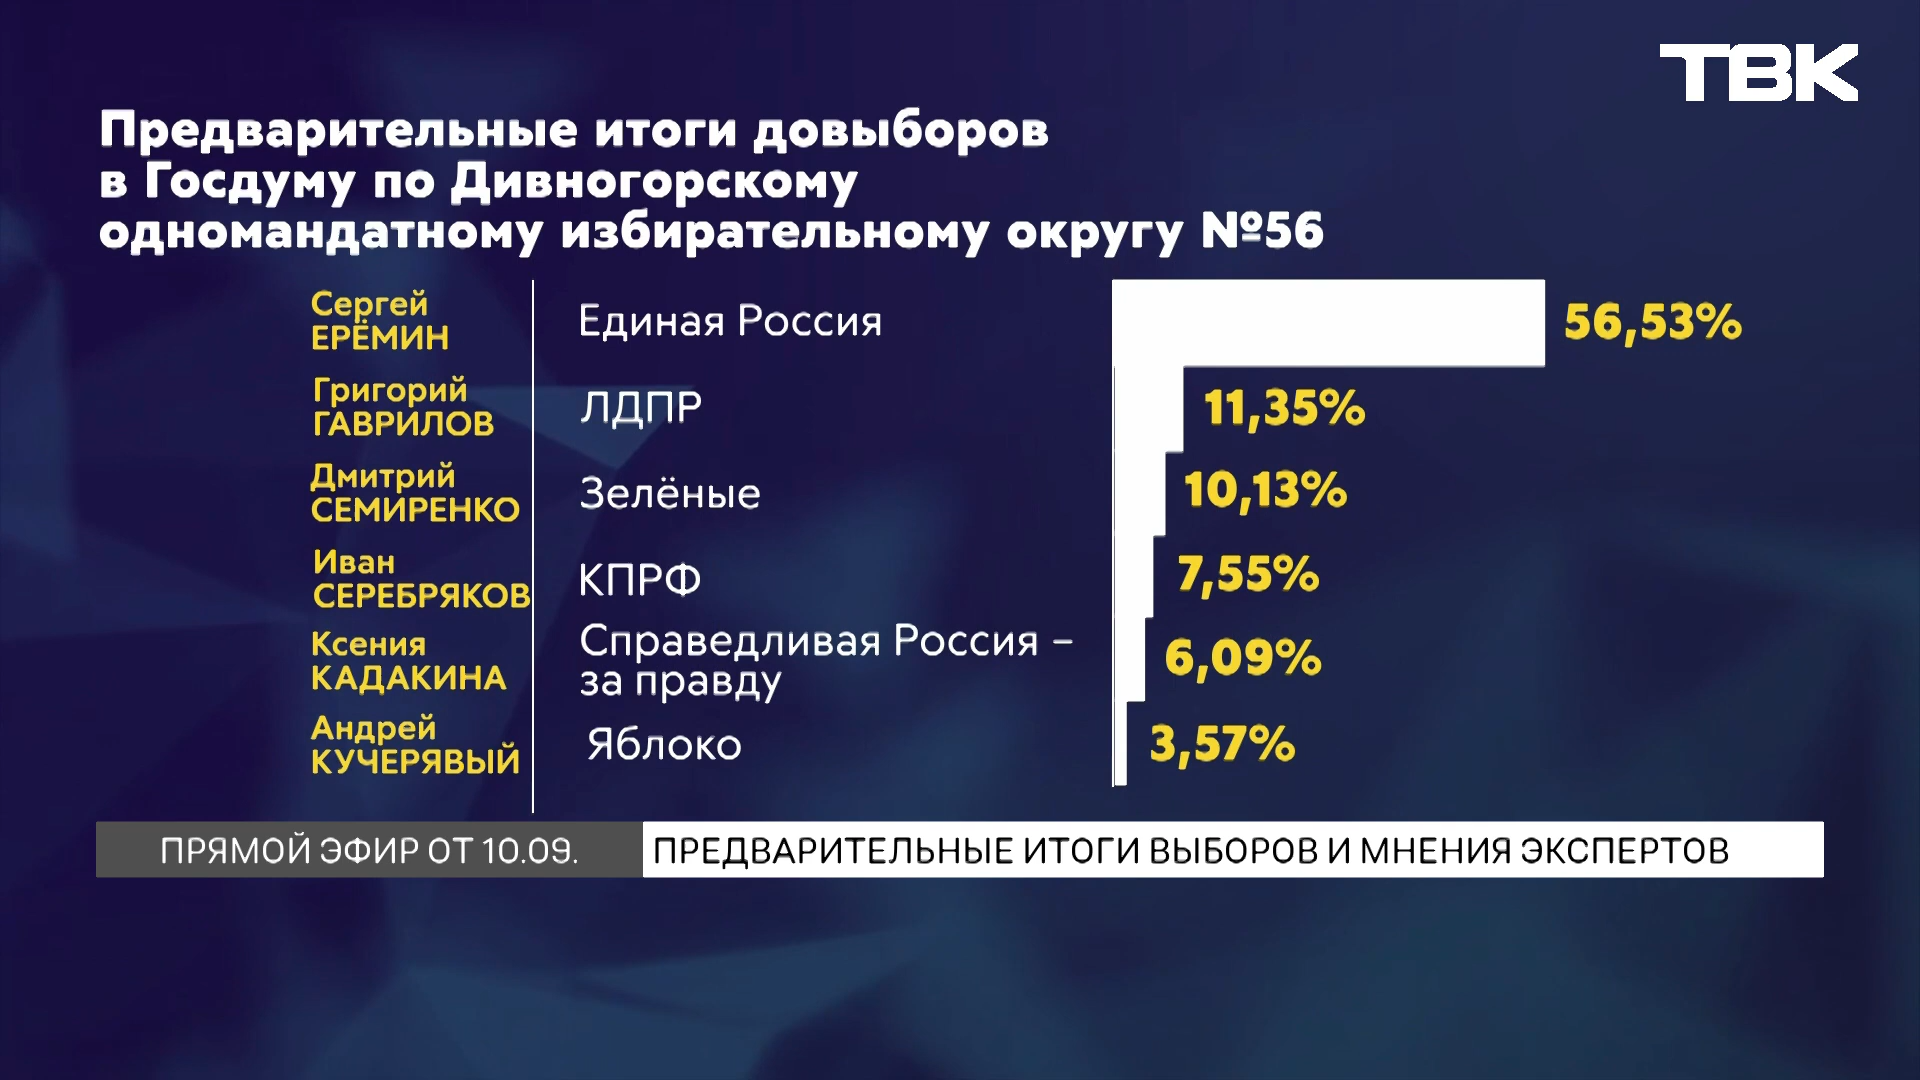 ТВК
Предварительные итоги довыборов
в Госдуму по Дивногорскому
одномандатному избирательному округу №56
Сергей
ЕРЁМИН
Единая Россия
56,53%
Григорий
ГАВРИЛОВ
ЛДПР
11,35%
Дмитрий
СЕМИРЕНКО
Зелёные
10,13%
Иван
СЕРЕБРЯКОВ
КПРФ
7,55%
Ксения
КАДАКИНА
Справедливая Россия –
за правду
6,09%
Андрей
КУЧЕРЯВЫЙ
Яблоко
3,57%
ПРЯМОЙ ЭФИР ОТ 10.09.
ПРЕДВАРИТЕЛЬНЫЕ ИТОГИ ВЫБОРОВ И МНЕНИЯ ЭКСПЕРТОВ